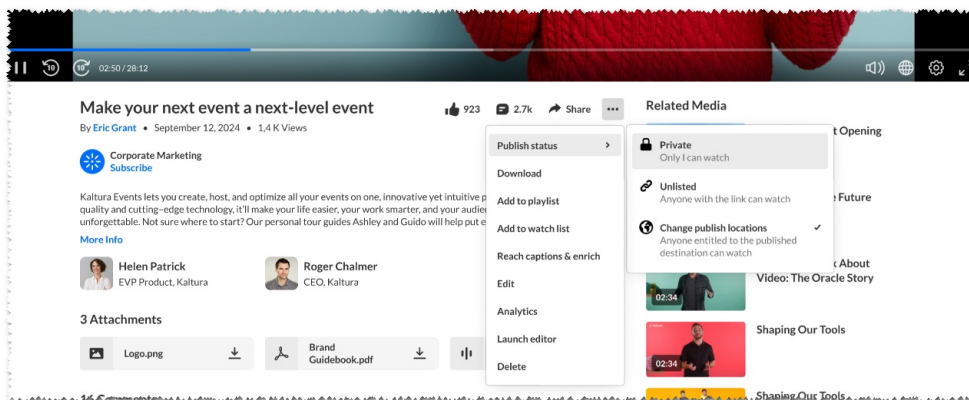 10
10
02:50 / 28:12
Make your next event a next-level event
923
2.7k
Share
By Eric Grant • September 12, 2024 • 1,4 K Views
Corporate Marketing
Subscribe
Kaltura Events lets you create, host, and optimize all your events on one, innovative yet intuitive p
quality and cutting-edge technology, it'll make your life easier, your work smarter, and your audie
unforgettable. Not sure where to start? Our personal tour guides Ashley and Guido will help put e
More Info
Helen Patrick
EVP Product, Kaltura
Roger Chalmer
CEO, Kaltura
3 Attachments
Logo.png
Brand
Guidebook.pdf
Publish status
Download
Add to playlist
Add to watch list
Reach captions & enrich
Edit
Analytics
Launch editor
Delete
Private
Only I can watch
Unlisted
Anyone with the link can watch
Change publish locations
Anyone entitled to the published
destination can watch
Related Media
t Opening
Future
About
Video: The Oracle Story
02:34
Shaping Our Tools
02:34
Shaping Our Tools